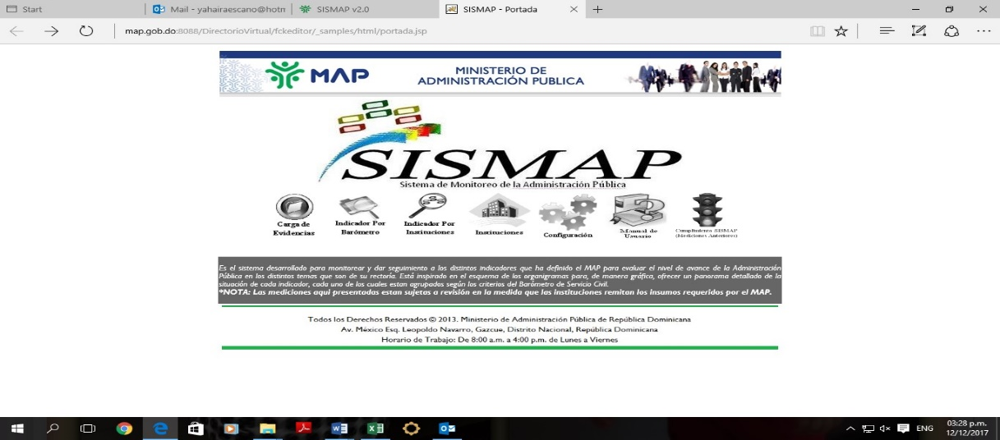 Start
Mail - yahairaescano@hotn
SISMAP v2.0
SISMAP - Portada
map.gob.do:8088/DirectorioVirtual/fckeditor/_samples/html/portada.jsp
MAP
MINISTERIO DE
ADMINISTRACIÓN PUBLICA
SISMAP
Sistema de Monitoreo de la Administración Pública
Carga de
Evidencias
Indicador Por
Barómetro
Indicador Por
Instituciones
Instituciones
Configuración
Manual de
Usuario
Cumplimiento SISMAP
(Mediciones Anteriores)
Es el sistema desarrollado para monitorear y dar seguimiento a los distintos indicadores que ha definido el MAP para evaluar el nivel de avance de la Administración
Pública en los distintos temas que son de su rectoría. Está inspirado en el esquema de los organigramas para, de manera gráfica, ofrecer un panorama detallado de la
situación de cada indicador, cada uno de los cuales estan agrupados según los criterios del Barómetro de Servicio Civil.
*NOTA: Las mediciones aqui presentadas estan sujetas a revisión en la medida que las instituciones remitan los insumos requeridos por el MAP.
Todos los Derechos Reservados © 2013. Ministerio de Administración Pública de República Dominicana
Av. México Esq. Leopoldo Navarro, Gazcue, Distrito Nacional, República Dominicana
Horario de Trabajo: De 8:00 a.m. a 4:00 p.m. de Lunes a Viernes
ENG
03:28 p.m.
12/12/2017